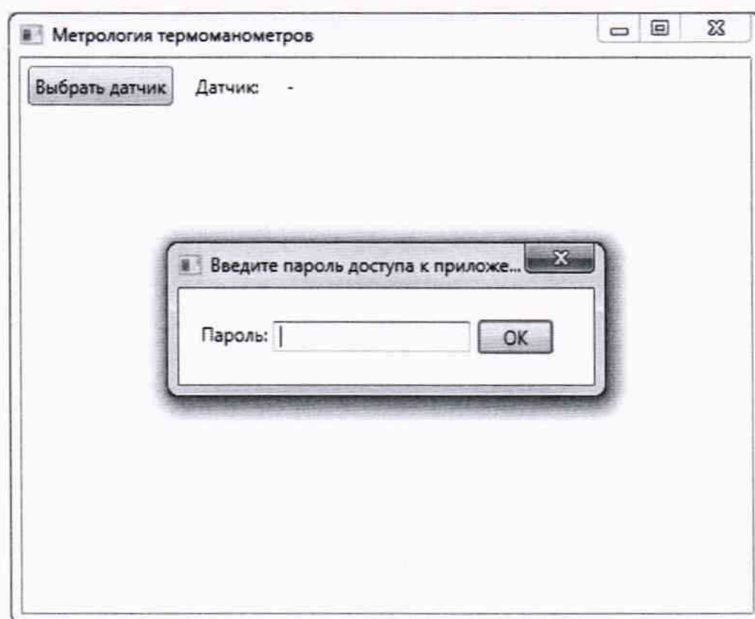 Метрология термоманометров
Выбрать датчик Датчик: -
Введите пароль доступа к приложе...
Пароль:
OK